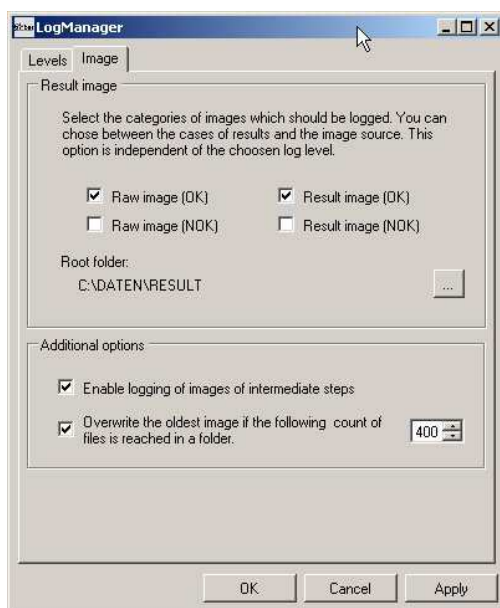 LogManager
Levels Image
Result image
Select the categories of images which should be logged. You can
chose between the cases of results and the image source. This
option is independent of the choosen log level.
Raw image (OK) Result image (OK)
Raw image (NOK) Result image (NOK)
Root folder:
C:\DATEN\RESULT ...
Additional options
Enable logging of images of intermediate steps
Overwrite the oldest image if the following count of
files is reached in a folder. 400
OK Cancel Apply